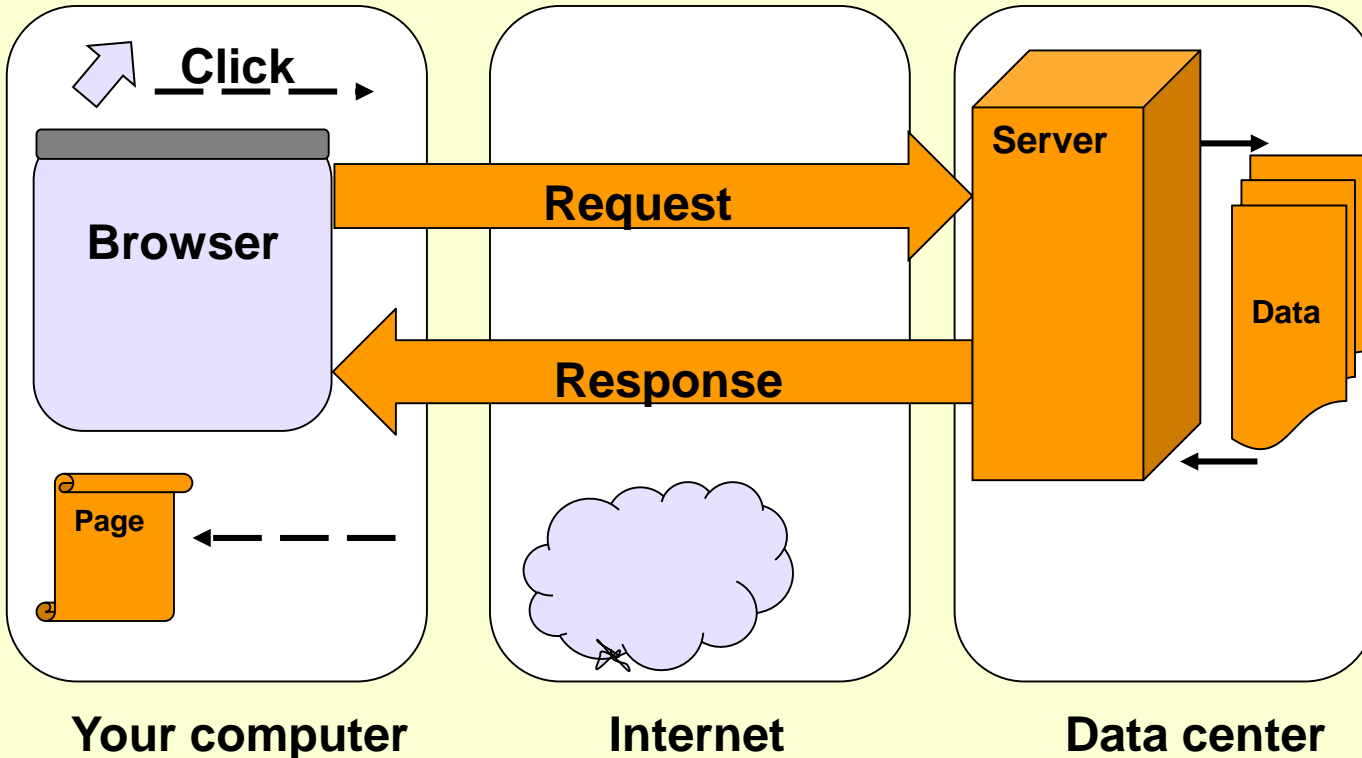 Click
Browser
Request
Response
Server
Data
Page
Your computer
Internet
Data center